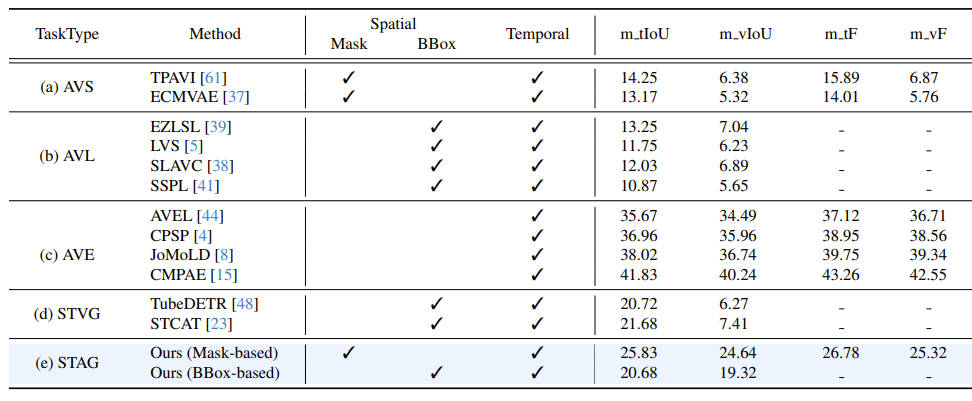 TaskType Method Spatial Temporal m_tIoU m_vIoU m_tF m_vF
Mask BBox
(a) AVS TPAVI [61] ✓ ✓ 14.25 6.38 15.89 6.87
ECMVAE [37] ✓ ✓ 13.17 5.32 14.01 5.76
(b) AVL EZLSL [39] ✓ ✓ 13.25 7.04 - -
LVS [5] ✓ ✓ 11.75 6.23 - -
SLAVC [38] ✓ ✓ 12.03 6.89 - -
SSPL [41] ✓ ✓ 10.87 5.65 - -
(c) AVE AVEL [44] ✓ 35.67 34.49 37.12 36.71
CPSP [4] ✓ 36.96 35.96 38.95 38.56
JoMoLD [8] ✓ 38.02 36.74 39.75 39.34
CMPAE [15] ✓ 41.83 40.24 43.26 42.55
(d) STVG TubeDETR [48] ✓ ✓ 20.72 6.27 - -
STCAT [23] ✓ ✓ 21.68 7.41 - -
(e) STAG Ours (Mask-based) ✓ ✓ 25.83 24.64 26.78 25.32
Ours (BBox-based) ✓ ✓ 20.68 19.32 - -